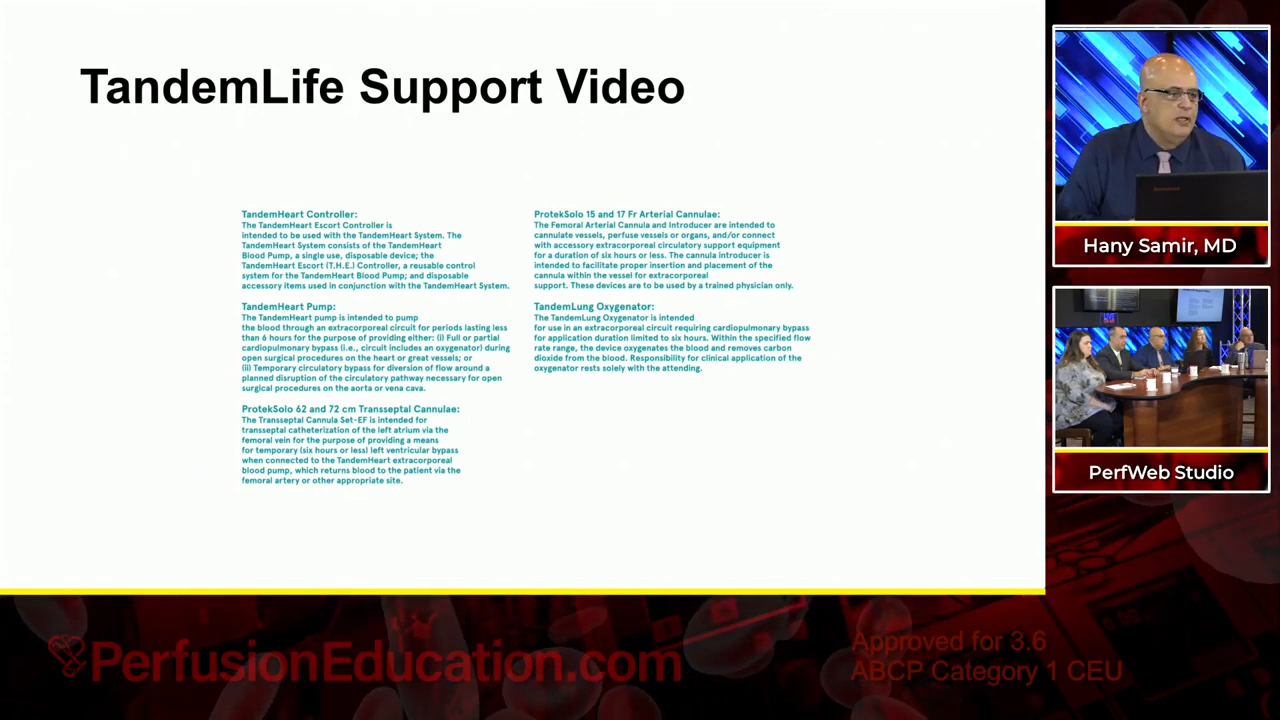 TandemLife Support Video
TandemHeart Controller:
The TandemHeart Escort Controller is
intended to be used with the TandemHeart System. The
TandemHeart System consists of the TandemHeart
Blood Pump, a single use, disposable device; the
TandemHeart Escort (T.H.E.) Controller, a reusable control
system for the TandemHeart Blood Pump; and disposable
accessory items used in conjunction with the TandemHeart System.
TandemHeart Pump:
The TandemHeart pump is intended to pump
the blood through an extracorporeal circuit for periods lasting less
than 6 hours for the purpose of providing either: (i) Full or partial
cardiopulmonary bypass (i.e., circuit includes an oxygenator) during
open surgical procedures on the heart or great vessels; or
(ii) Temporary circulatory bypass for diversion of flow around a
planned disruption of the circulatory pathway necessary for open
surgical procedures on the aorta or vena cava.
ProtekSolo 62 and 72 cm Transseptal Cannulae:
The Transseptal Cannula Set-EF is intended for
transseptal catheterization of the left atrium via the
femoral vein for the purpose of providing a means
for temporary (six hours or less) left ventricular bypass
when connected to the TandemHeart extracorporeal
blood pump, which returns blood to the patient via the
femoral artery or other appropriate site.
ProtekSolo 15 and 17 Fr Arterial Cannulae:
The Femoral Arterial Cannula and Introducer are intended to
cannulate vessels, perfuse vessels or organs, and/or connect
with accessory extracorporeal circulatory support equipment
for a duration of six hours or less. The cannula introducer is
intended to facilitate proper insertion and placement of the
cannula within the vessel for extracorporeal
support. These devices are to be used by a trained physician only.
TandemLung Oxygenator:
The TandemLung Oxygenator is intended
for use in an extracorporeal circuit requiring cardiopulmonary bypass
for application duration limited to six hours. Within the specified flow
rate range, the device oxygenates the blood and removes carbon
dioxide from the blood. Responsibility for clinical application of the
oxygenator rests solely with the attending.
Hany Samir, MD
PerfWeb Studio
PerfusionEducation.com
Approved for 3.6
ABCP Category 1 CEU